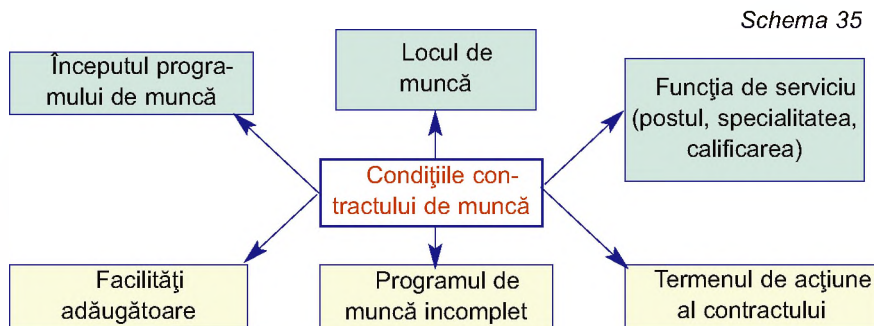 Schema 35
Începutul progra-
mului de muncă
Locul de
muncă
Funcţia de serviciu
(postul, specialitatea,
calificarea)
Condiţiile con-
tractului de muncă
Facilităţi
adăugătoare
Programul de
muncă incomplet
Termenul de acţiune
al contractului